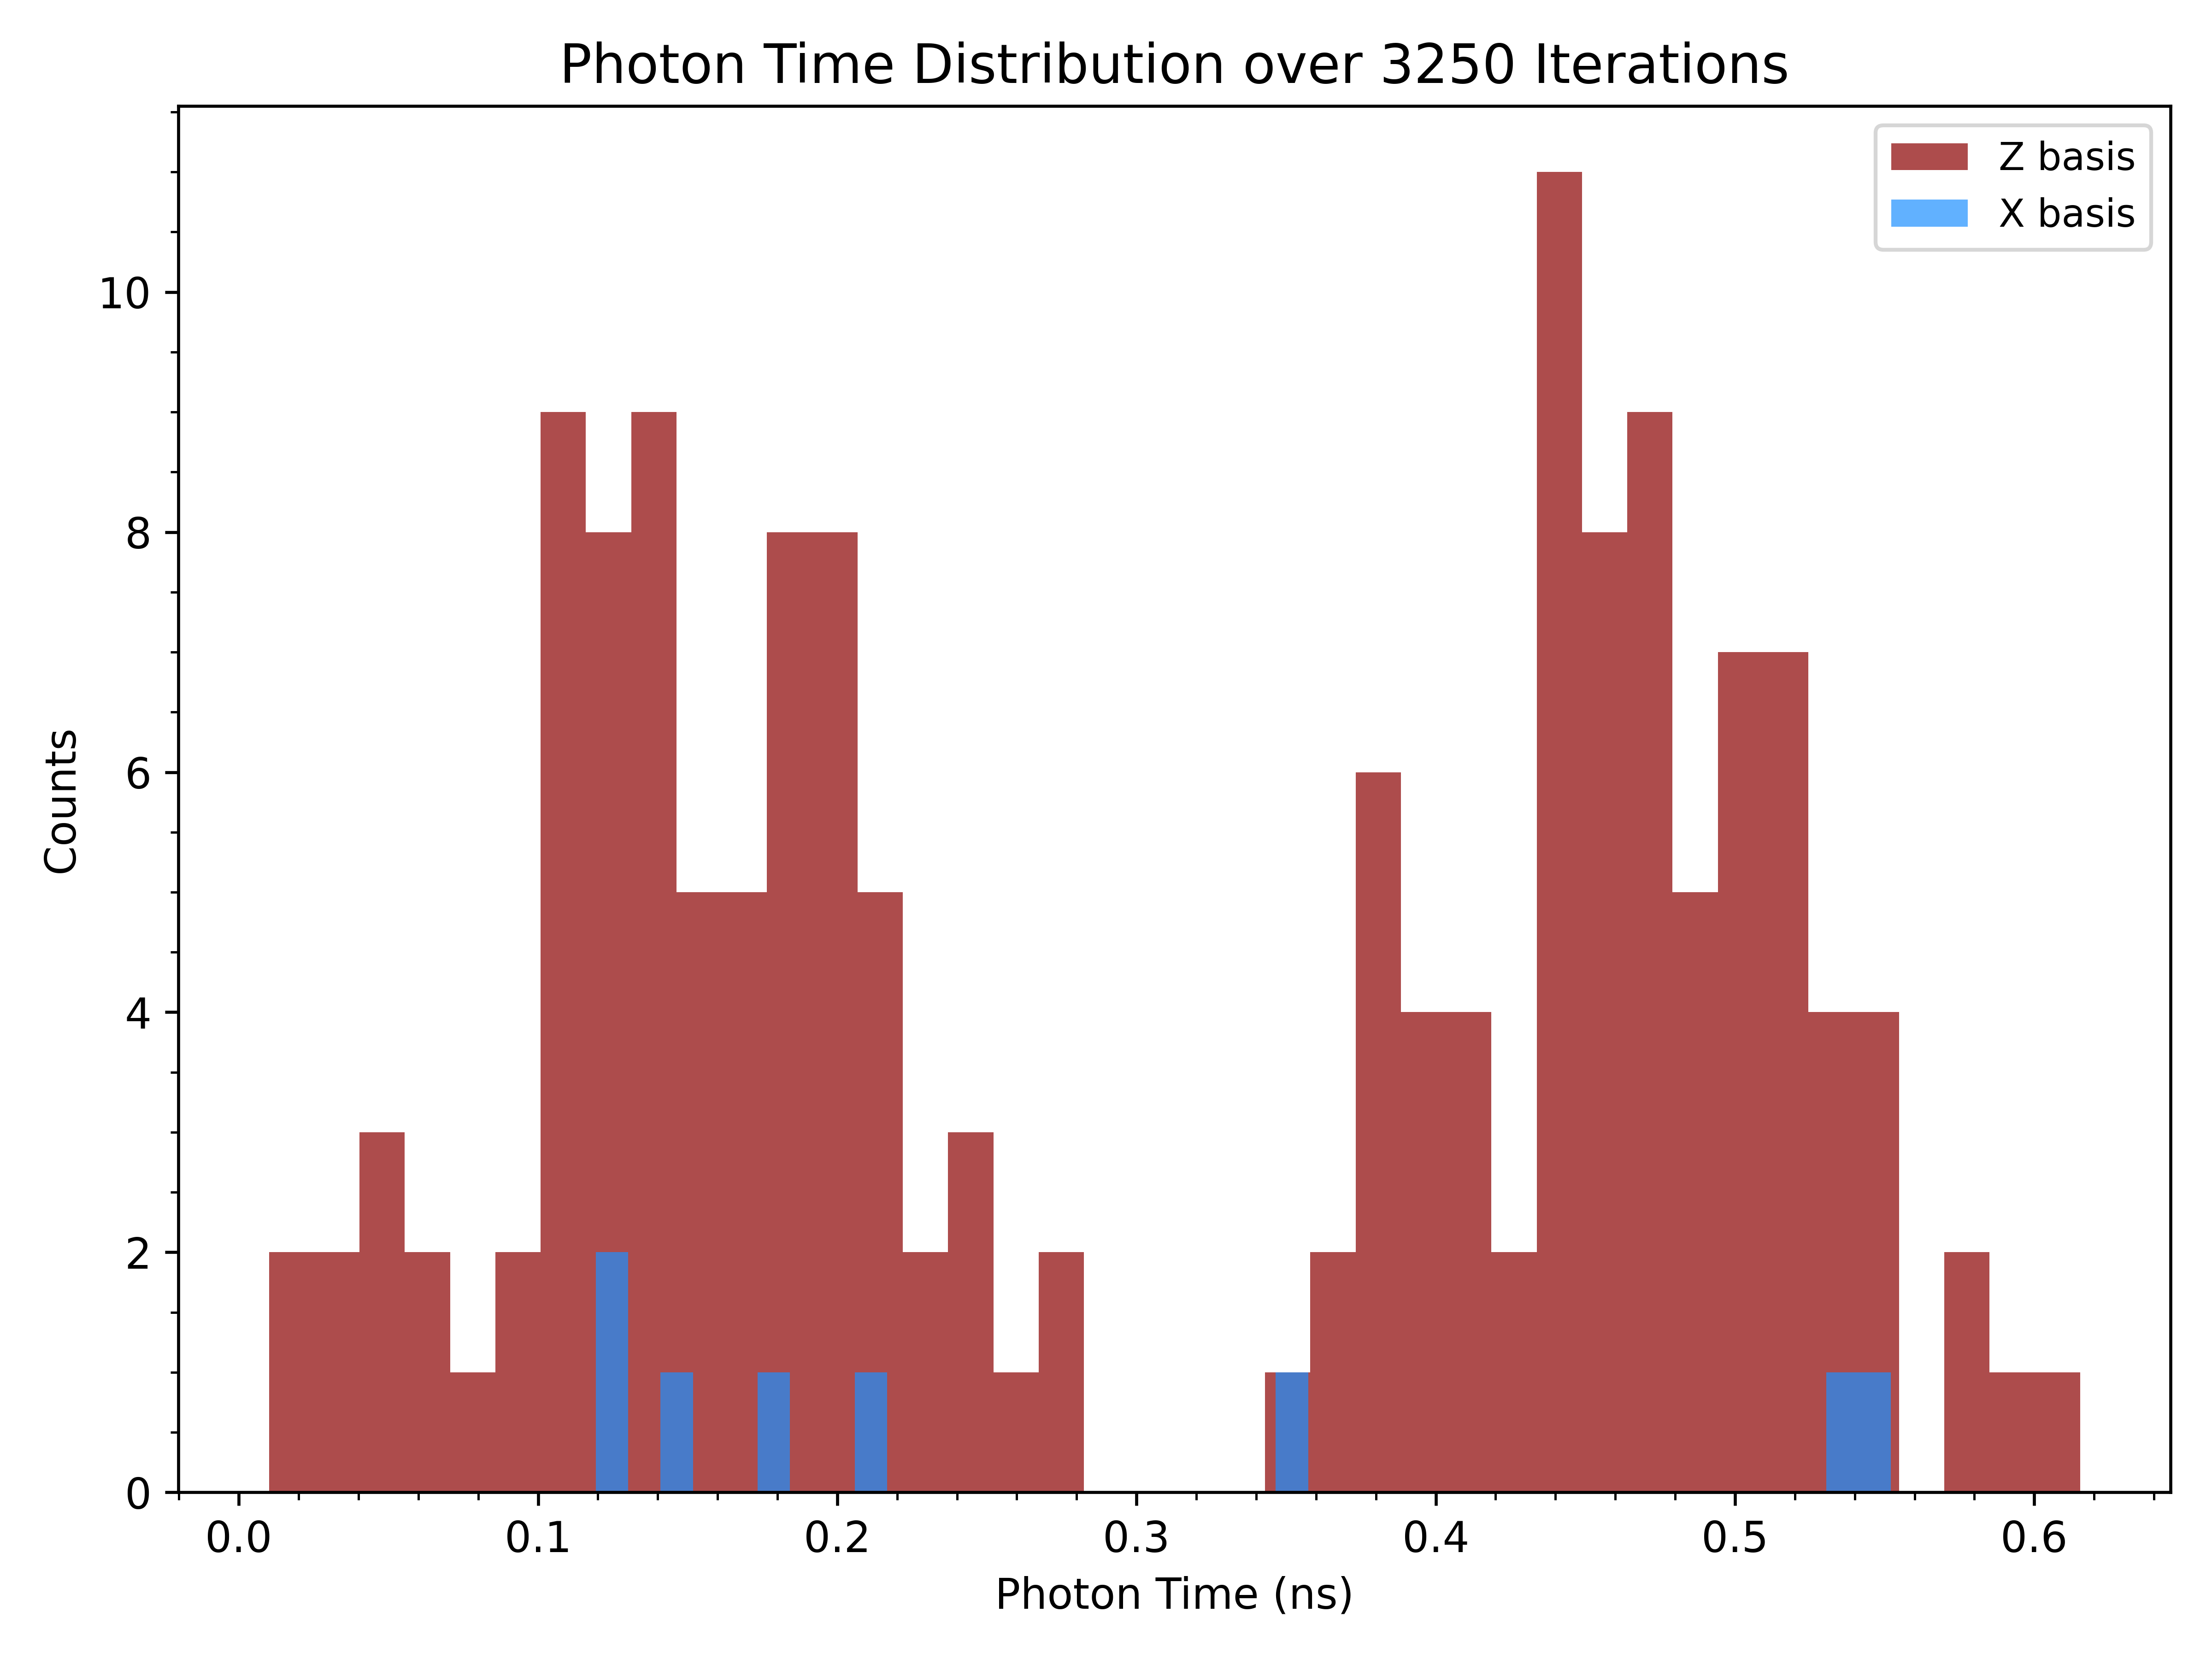 Photon Time Distribution over 3250 Iterations
Z basis
X basis
Counts
10
8
6
4
2
0
0.0 0.1 0.2 0.3 0.4 0.5 0.6
Photon Time (ns)